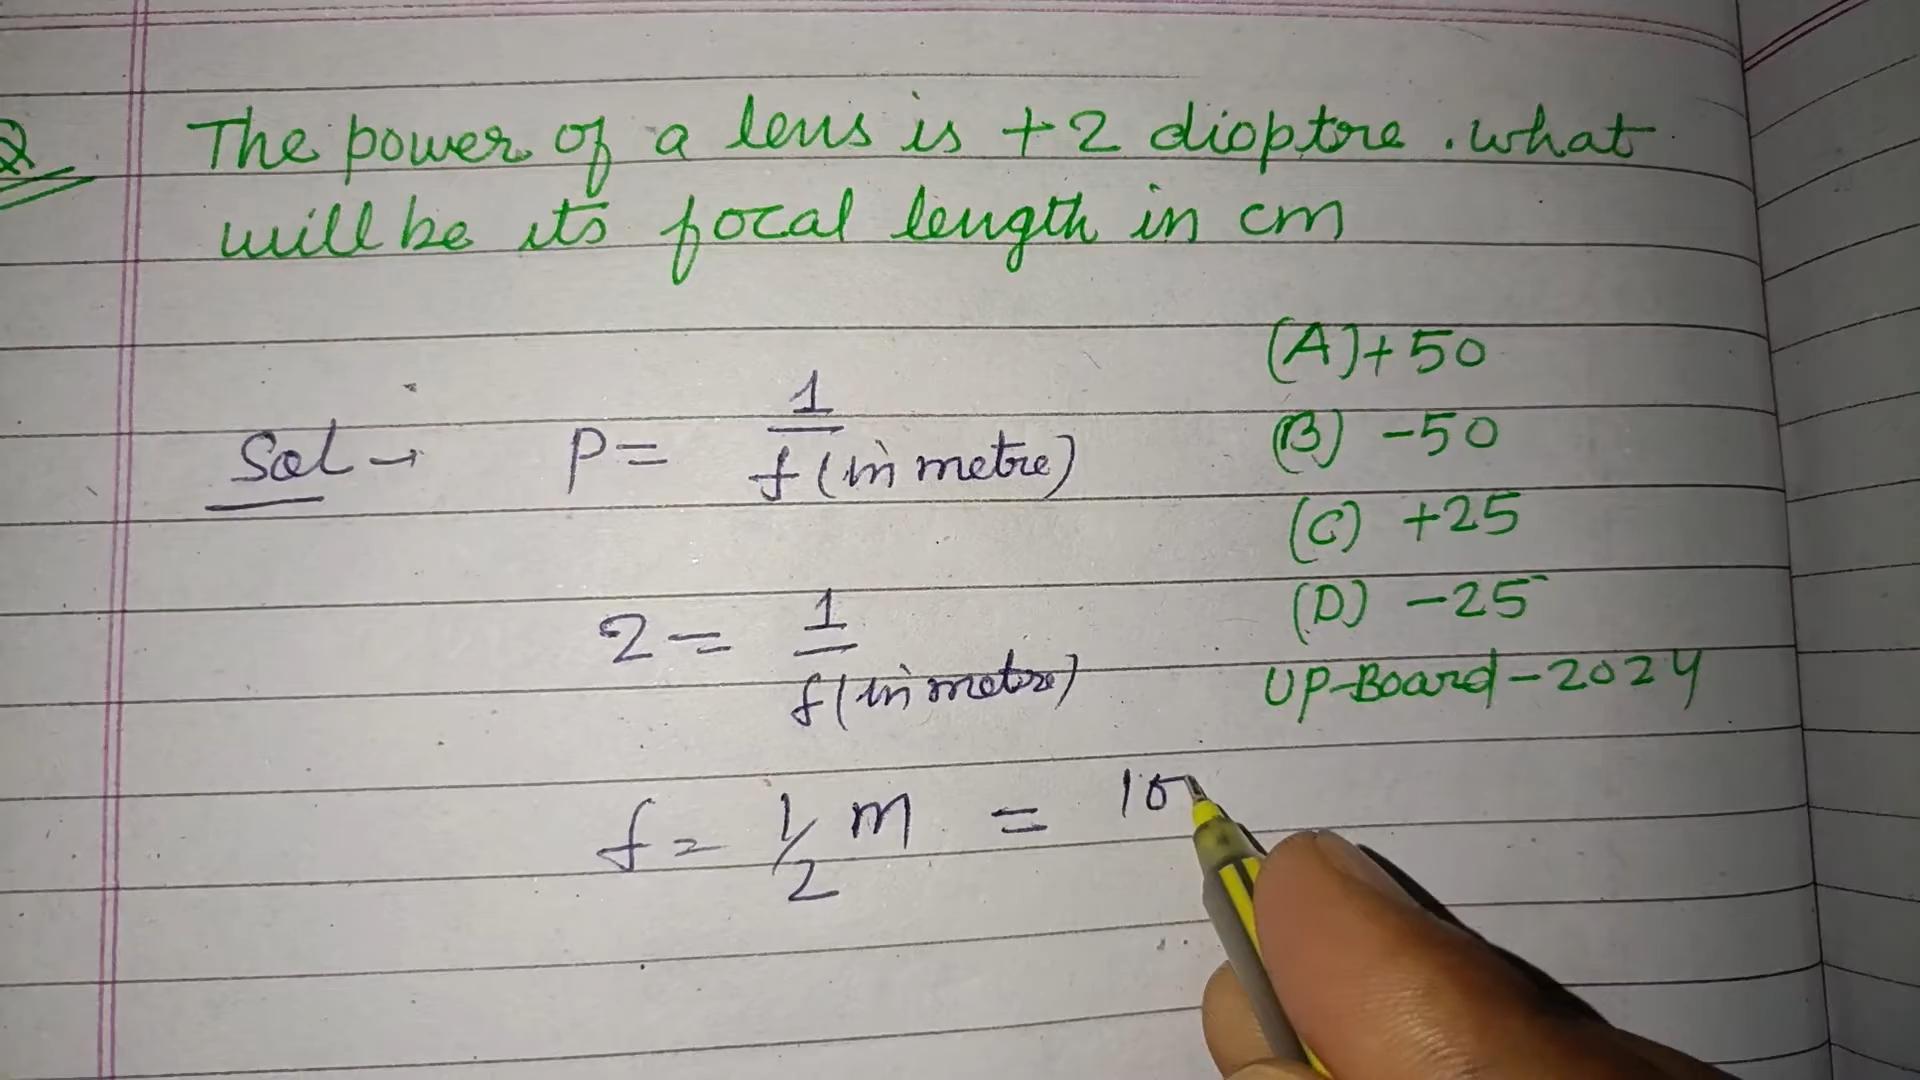 Q
The power of a lens is +2 dioptre. what
will be its focal length in cm
(A) +50
(B) -50
(C) +25
(D) -25
UP-Board-2024
Sol → P = 1/f (in metre)
2 = 1/f (in metre)
f = 1/2 m = 10